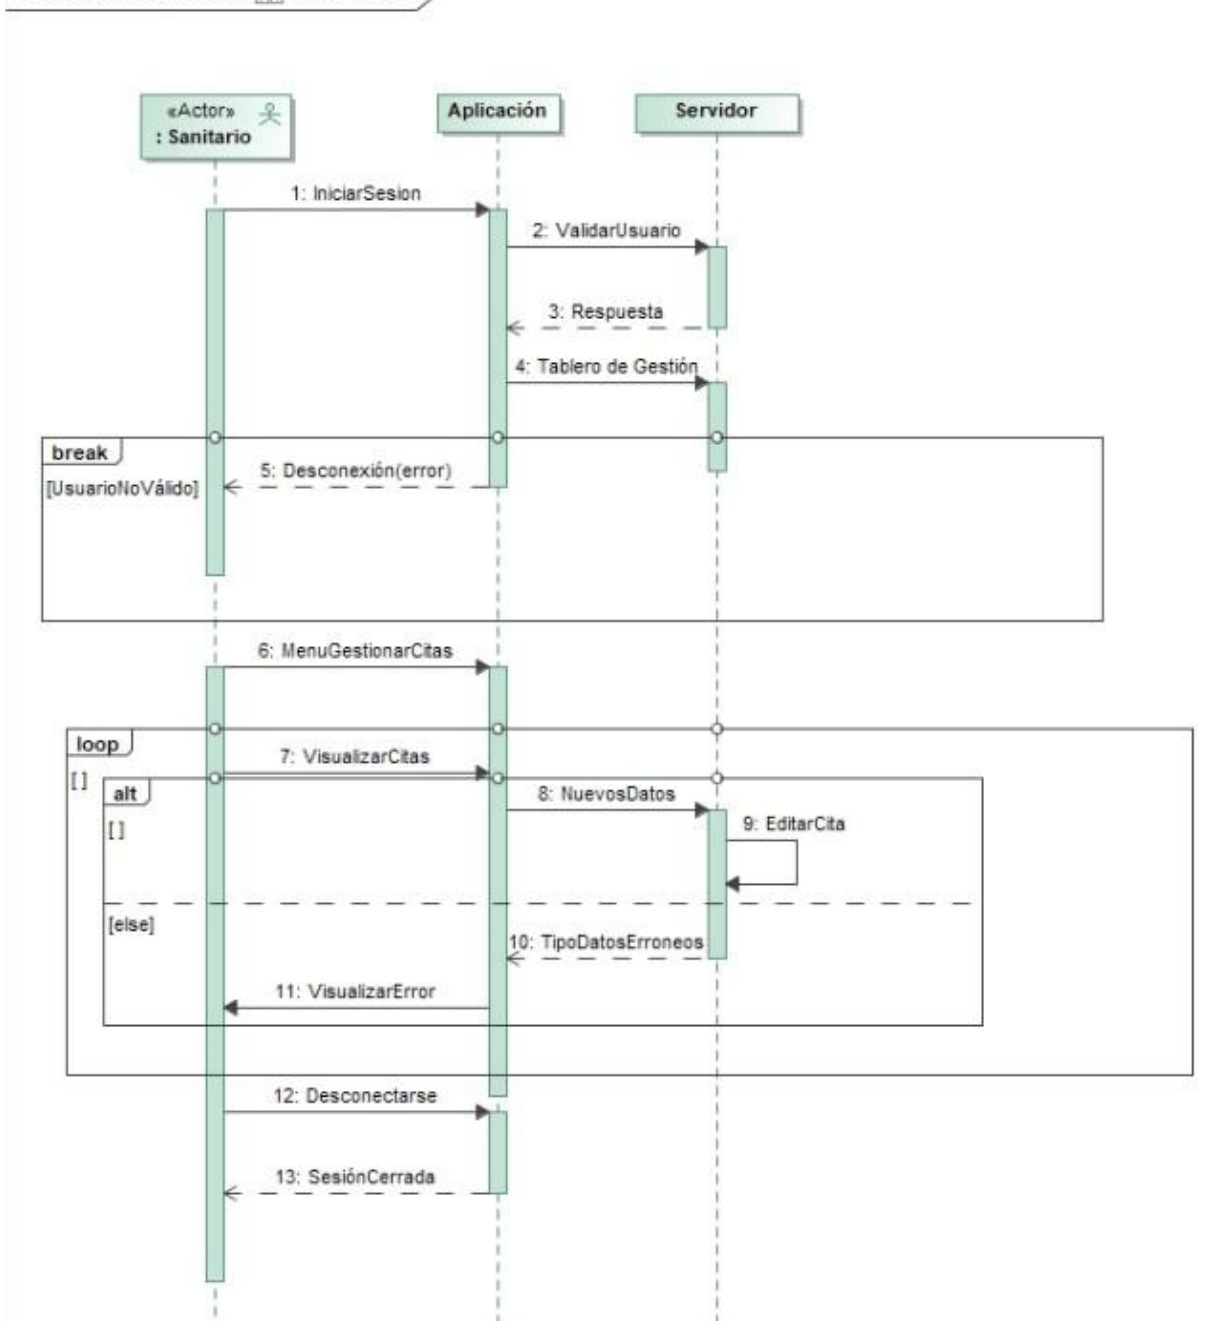 «Actor»
: Sanitario
Aplicación
Servidor
1: IniciarSesion
2: ValidarUsuario
3: Respuesta
4: Tablero de Gestión
break
[UsuarioNoVálido]
5: Desconexión(error)
6: MenuGestionarCitas
loop
[ ]
7: VisualizarCitas
alt
[ ]
8: NuevosDatos
9: EditarCita
[else]
10: TipoDatosErroneos
11: VisualizarError
12: Desconectarse
13: SesiónCerrada